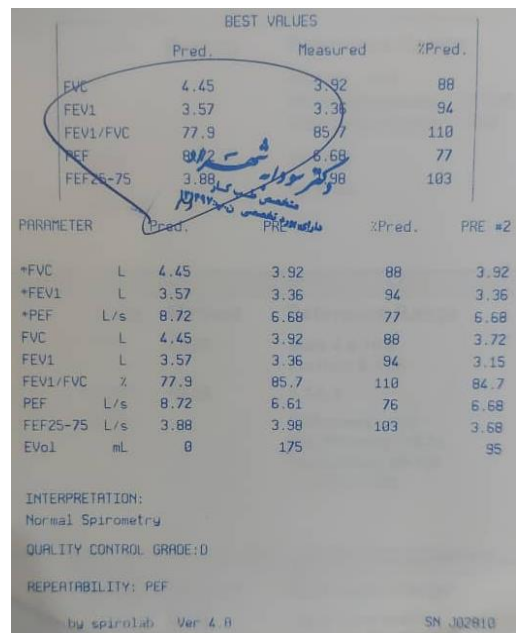 BEST VALUES
Pred. Measured %Pred.
FVC 4.45 3.92 88
FEV1 3.57 3.36 94
FEV1/FVC 77.9 85.7 110
PEF 6.68 77
FEF25-75 3.88 3.98 103
متخصص طب کار
PARAMETER Pred. PRE %Pred. PRE #2
*FVC L 4.45 3.92 88 3.92
*FEV1 L 3.57 3.36 94 3.36
*PEF L/s 8.72 6.68 77 6.68
FVC L 4.45 3.92 88 3.72
FEV1 L 3.57 3.36 94 3.15
FEV1/FVC % 77.9 85.7 110 84.7
PEF L/s 8.72 6.61 76 6.68
FEF25-75 L/s 3.88 3.98 103 3.68
EVol mL 0 175 95
INTERPRETATION:
Normal Spirometry
QUALITY CONTROL GRADE:D
REPERTABILITY: PEF
by spirolab Ver 4.0 SN J02810